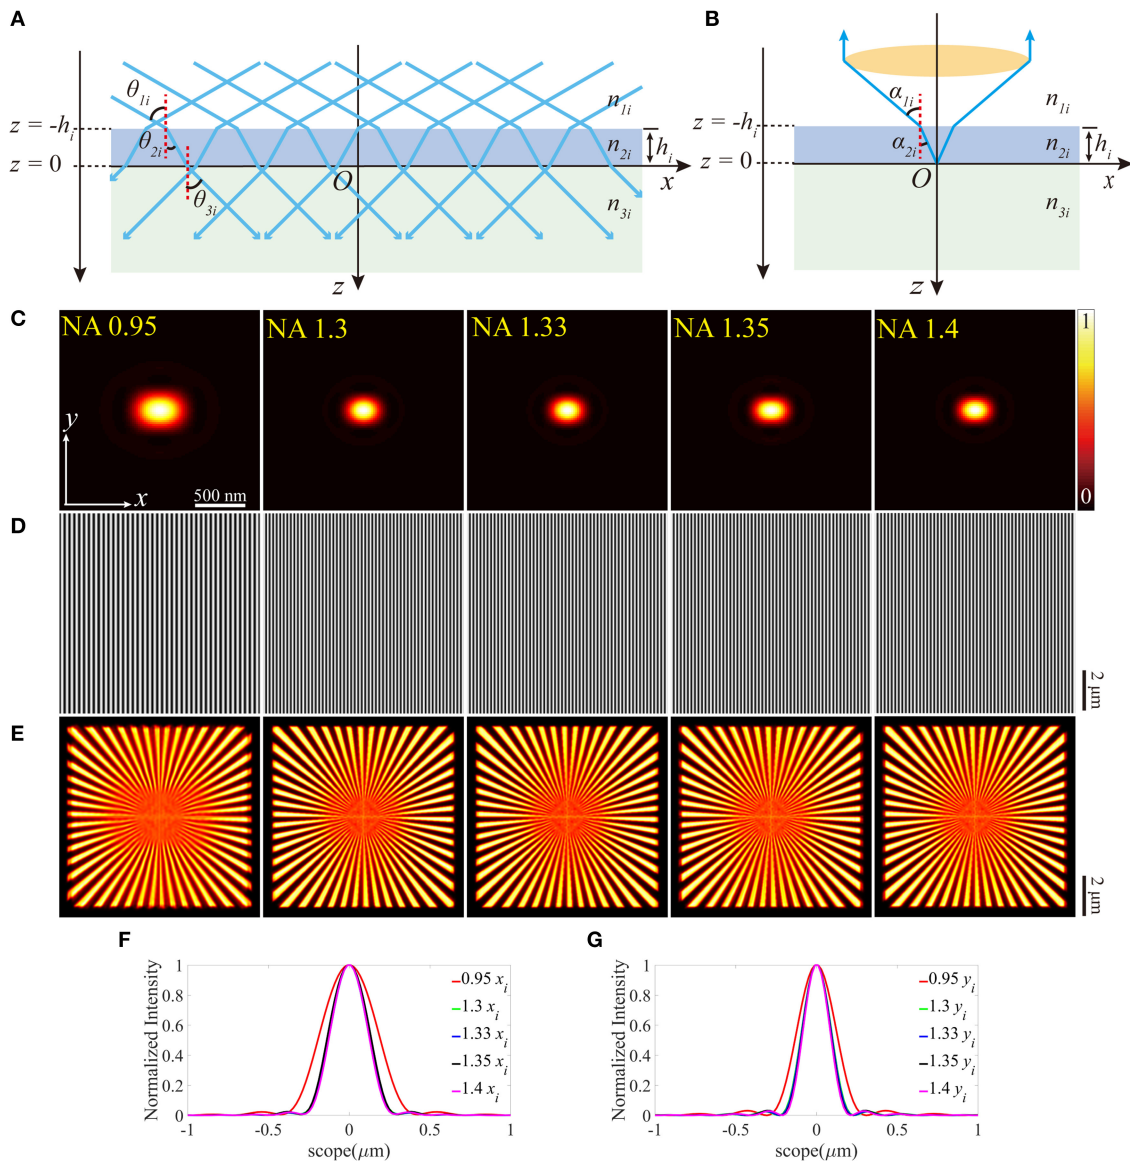 A
θ1i
n1i
z = -hi
θ2i
n2i
hi
z = 0
O
x
θ3i
n3i
z
B
α1i
n1i
z = -hi
α2i
n2i
hi
z = 0
O
x
n3i
z
C
NA 0.95
NA 1.3
NA 1.33
NA 1.35
NA 1.4
1
y
x
500 nm
0
D
2 μm
E
2 μm
F
Normalized Intensity
1
0.8
0.6
0.4
0.2
0
-1
-0.5
0
0.5
1
scope(μm)
0.95 xi
1.3 xi
1.33 xi
1.35 xi
1.4 xi
G
Normalized Intensity
1
0.8
0.6
0.4
0.2
0
-1
-0.5
0
0.5
1
scope(μm)
0.95 yi
1.3 yi
1.33 yi
1.35 yi
1.4 yi